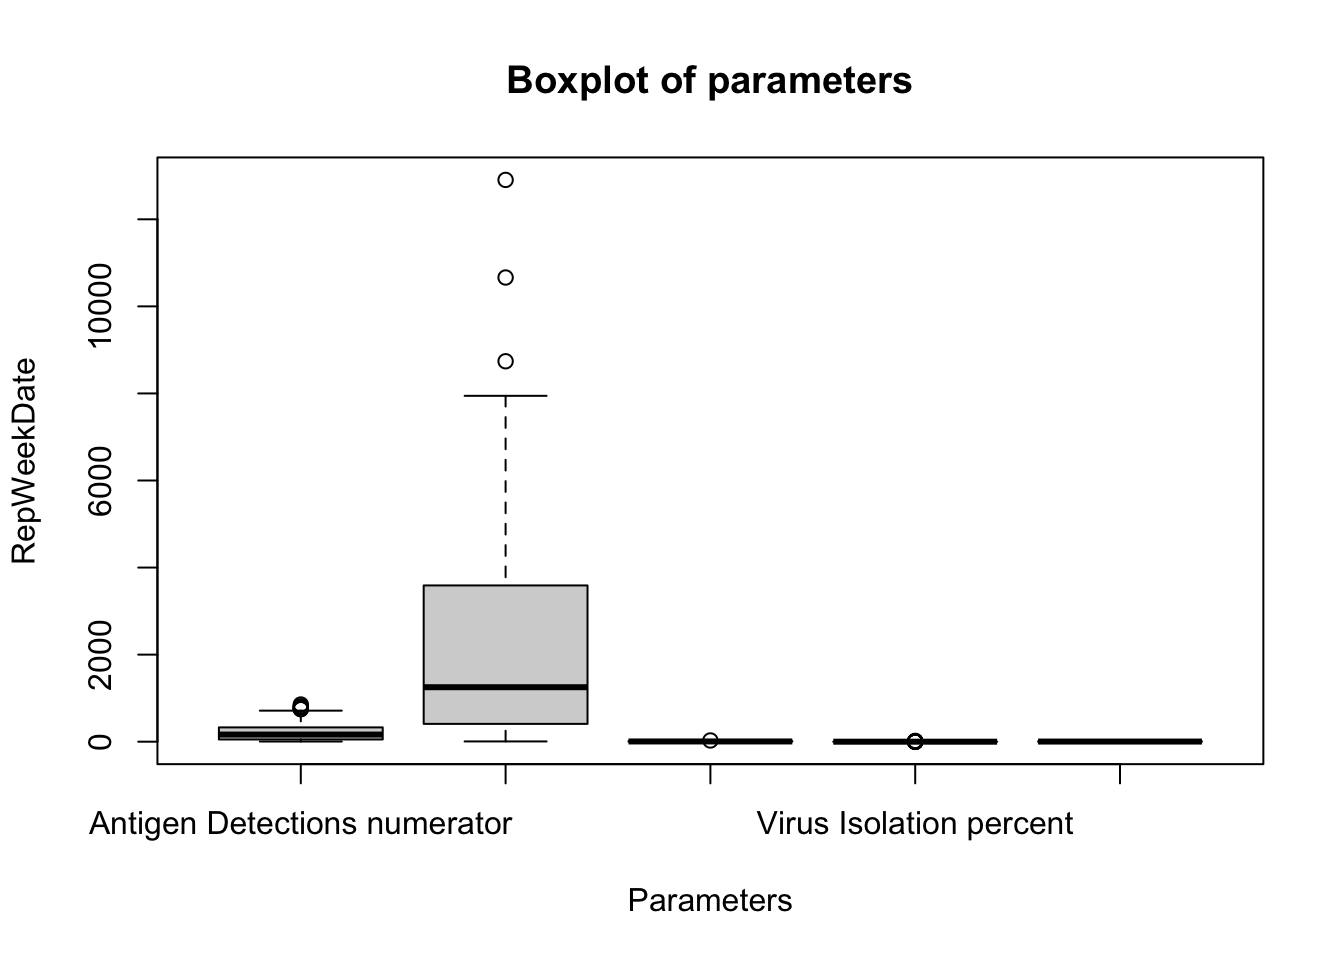 Boxplot of parameters
RepWeekDate
10000
6000
2000
0
Antigen Detections numerator
Virus Isolation percent
Parameters